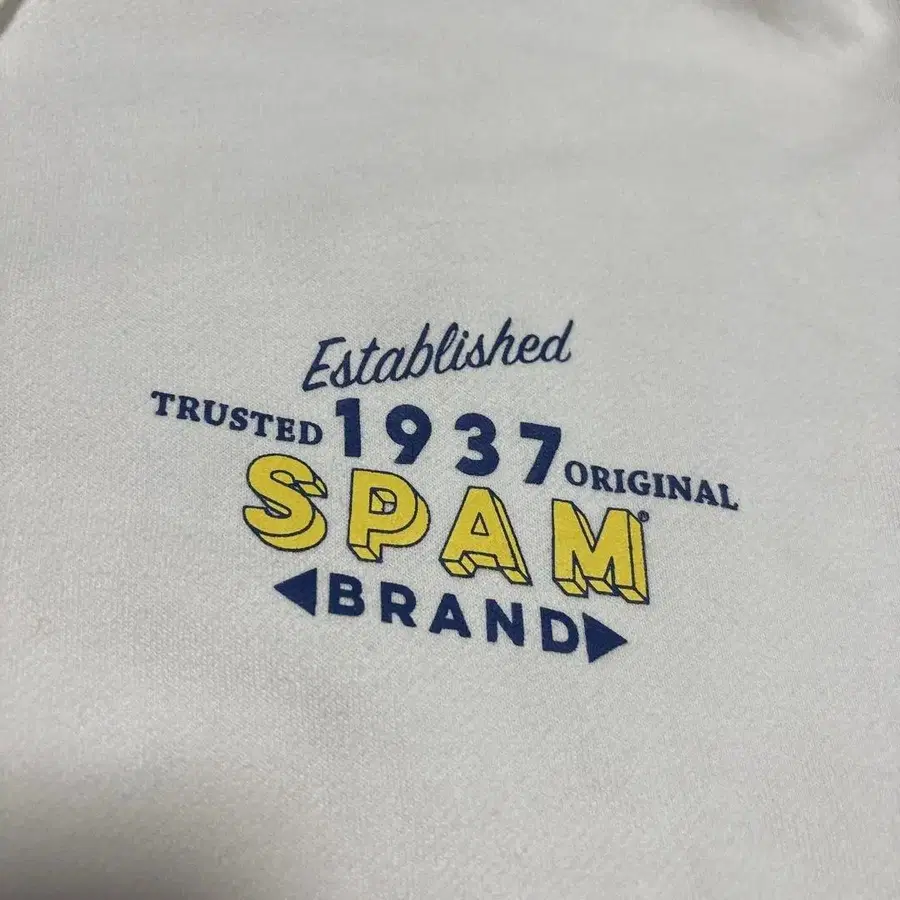 Established
TRUSTED 1937 ORIGINAL
SPAM®
BRAND